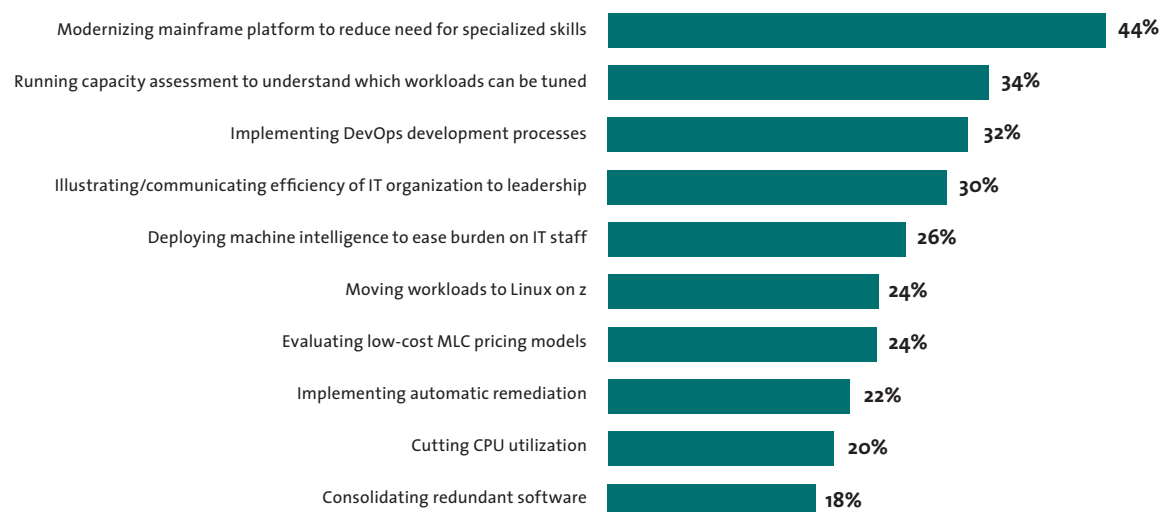 Modernizing mainframe platform to reduce need for specialized skills 44%
Running capacity assessment to understand which workloads can be tuned 34%
Implementing DevOps development processes 32%
Illustrating/communicating efficiency of IT organization to leadership 30%
Deploying machine intelligence to ease burden on IT staff 26%
Moving workloads to Linux on z 24%
Evaluating low-cost MLC pricing models 24%
Implementing automatic remediation 22%
Cutting CPU utilization 20%
Consolidating redundant software 18%